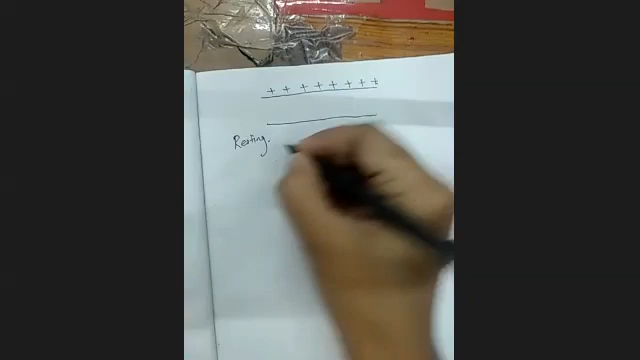 + + + + + + + +
Resting.